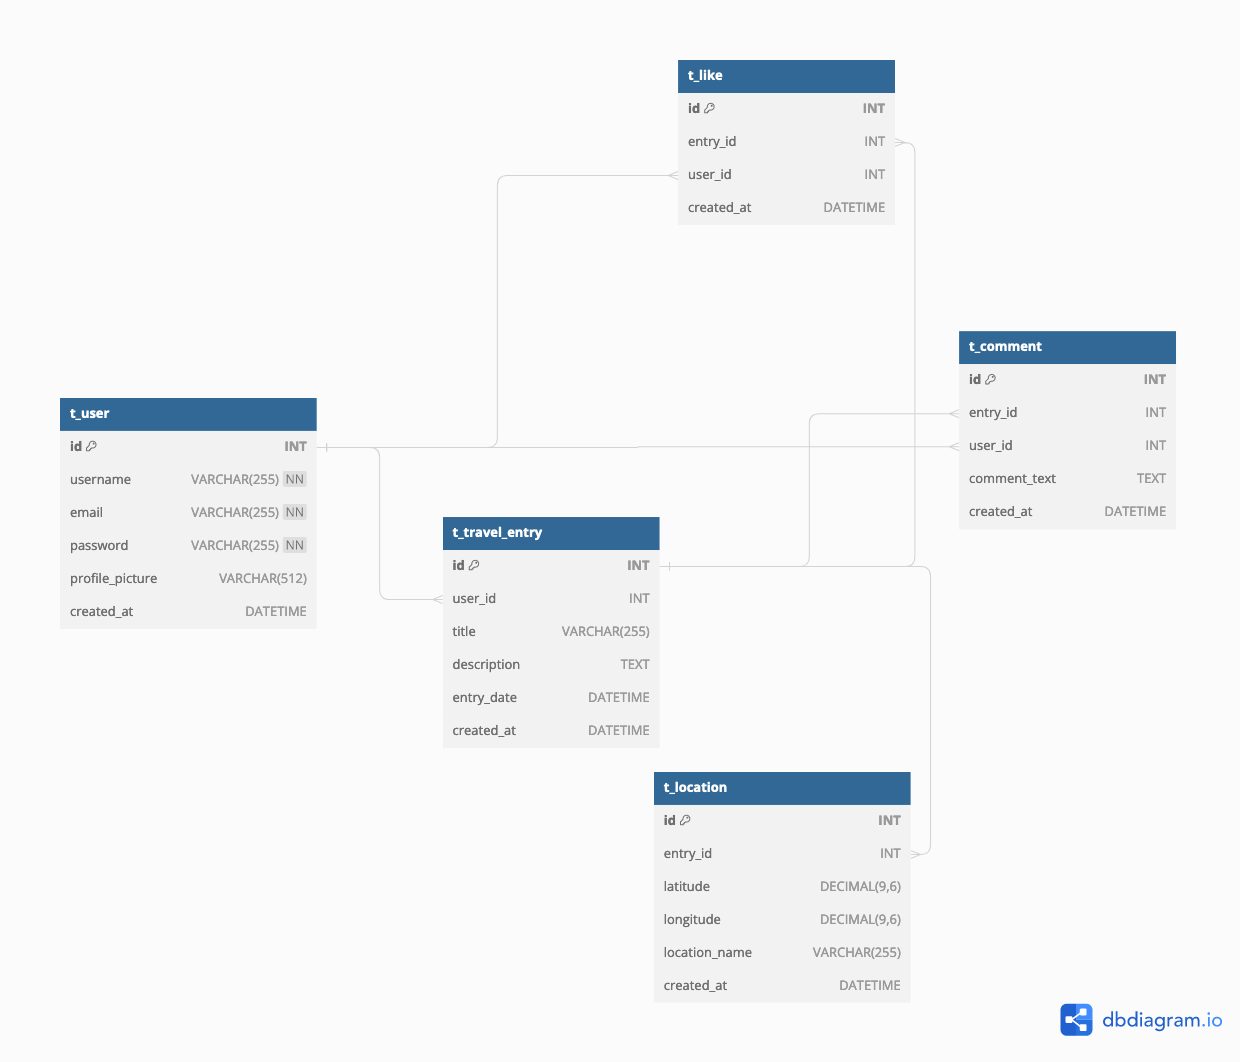 t_like
id INT
entry_id INT
user_id INT
created_at DATETIME
t_comment
id INT
entry_id INT
user_id INT
comment_text TEXT
created_at DATETIME
t_user
id INT
username VARCHAR(255) NN
email VARCHAR(255) NN
password VARCHAR(255) NN
profile_picture VARCHAR(512)
created_at DATETIME
t_travel_entry
id INT
user_id INT
title VARCHAR(255)
description TEXT
entry_date DATETIME
created_at DATETIME
t_location
id INT
entry_id INT
latitude DECIMAL(9,6)
longitude DECIMAL(9,6)
location_name VARCHAR(255)
created_at DATETIME
dbdiagram.io